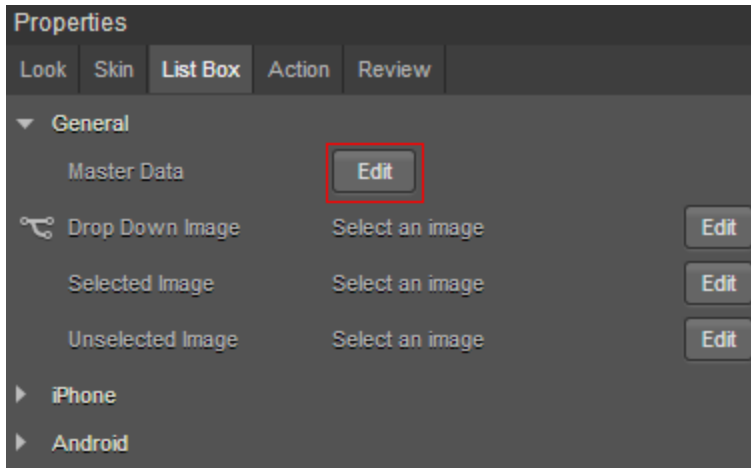 Properties
Look Skin List Box Action Review
General
Master Data Edit
Drop Down Image Select an image Edit
Selected Image Select an image Edit
Unselected Image Select an image Edit
iPhone
Android